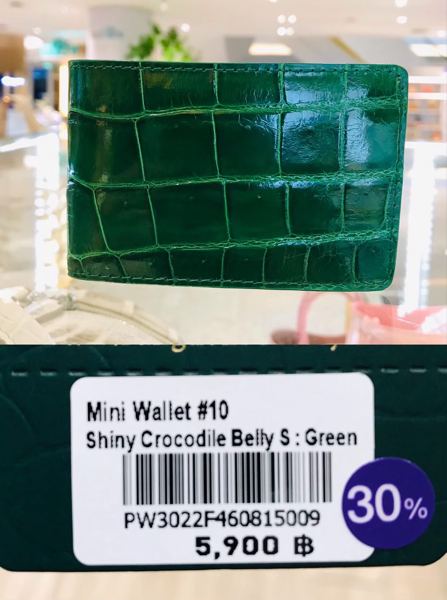 Mini Wallet #10
Shiny Crocodile Belly S : Green
PW3022F460815009
5,900 ฿
30%